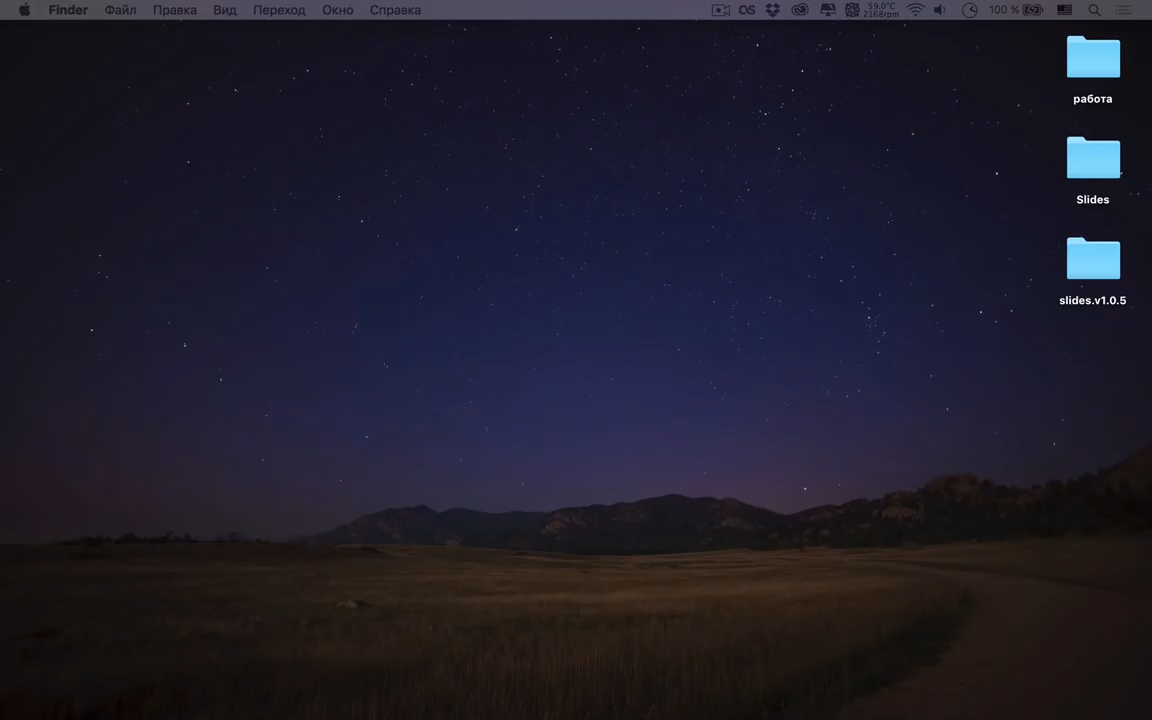 Finder Файл Правка Вид Переход Окно Справка 59.0°C 2168rpm 100 %
работа
Slides
slides.v1.0.5